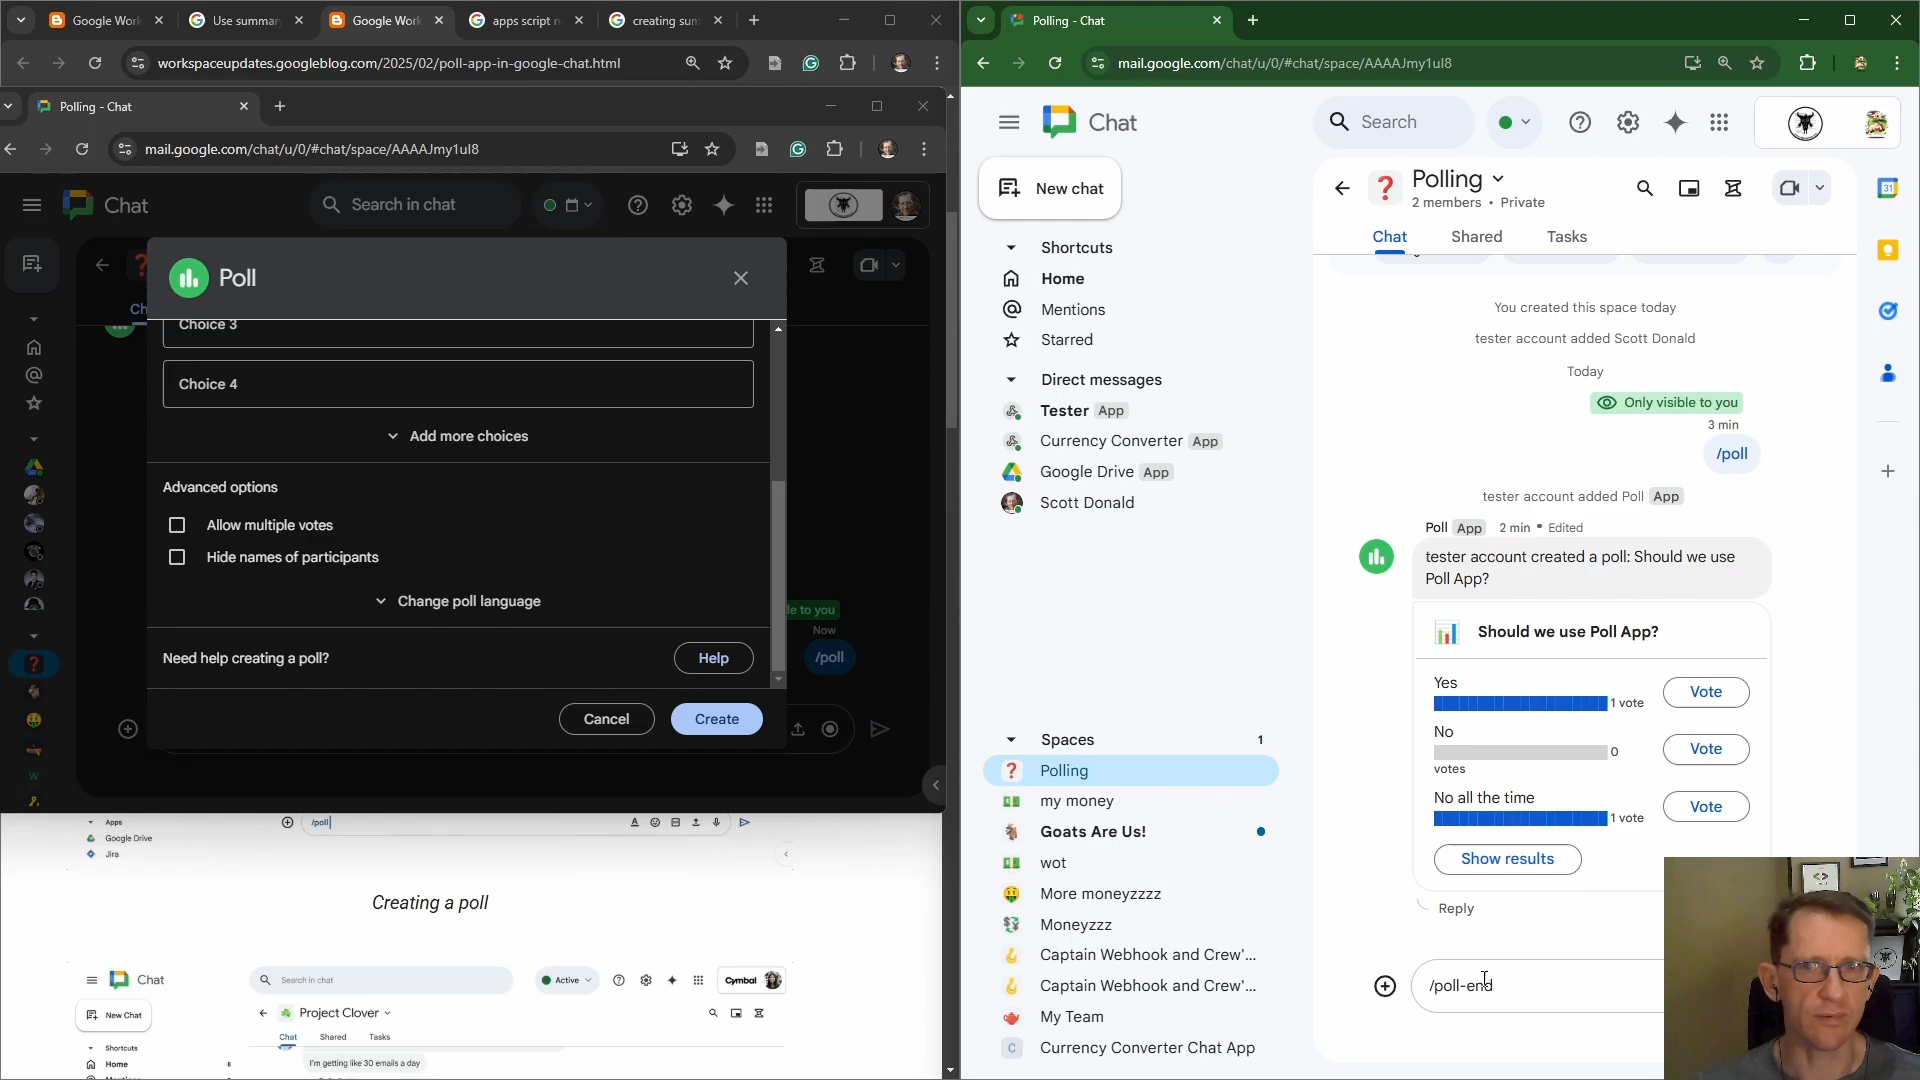 Google Work
Use summar
Google Work
apps script n
creating sum
workspaceupdates.googleblog.com/2025/02/poll-app-in-google-chat.html
Polling - Chat
mail.google.com/chat/u/0/#chat/space/AAAAJmy1ul8
Chat
Search in chat
Poll
Ch
Choice 3
Choice 4
Add more choices
Advanced options
Allow multiple votes
Hide names of participants
Change poll language
le to you
Now
/poll
Need help creating a poll?
Help
Cancel
Create
W
Apps
Google Drive
Jira
/poll
Creating a poll
Chat
Search in chat
Active
Cymbal
New Chat
Project Clover
Chat
Shared
Tasks
Shortcuts
Home
8
I'm getting like 30 emails a day
Polling - Chat
mail.google.com/chat/u/0/#chat/space/AAAAJmy1ul8
Chat
Search
New chat
Shortcuts
Home
Mentions
Starred
Direct messages
Tester App
Currency Converter App
Google Drive App
Scott Donald
Spaces 1
Polling
my money
Goats Are Us!
wot
More moneyzzzz
Moneyzzz
Captain Webhook and Crew'...
Captain Webhook and Crew'...
My Team
C Currency Converter Chat App
Polling
2 members • Private
Chat
Shared
Tasks
You created this space today
tester account added Scott Donald
Today
Only visible to you
3 min
/poll
tester account added Poll App
Poll App 2 min • Edited
tester account created a poll: Should we use
Poll App?
Should we use Poll App?
Yes
1 vote
Vote
No
0
votes
Vote
No all the time
1 vote
Vote
Show results
Reply
/poll-end
31